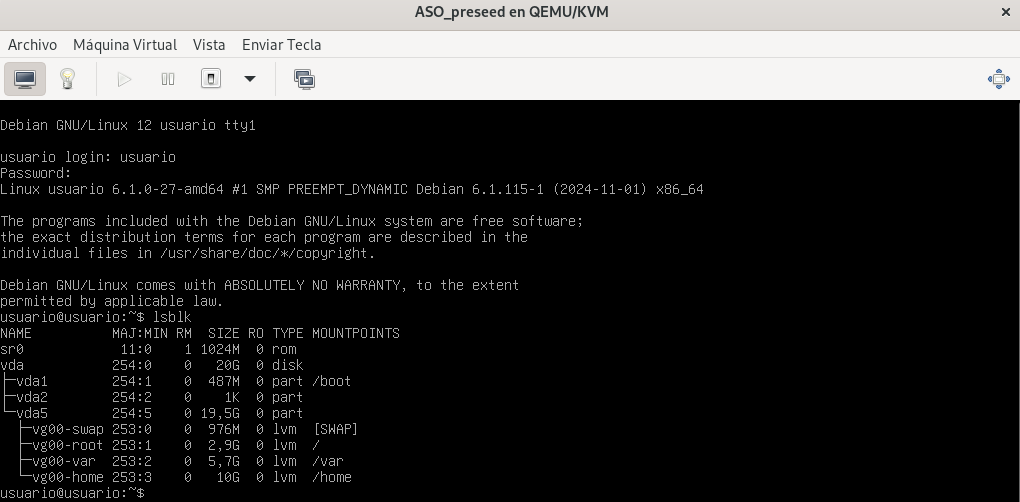 ASO_preseed en QEMU/KVM
Archivo Máquina Virtual Vista Enviar Tecla
Debian GNU/Linux 12 usuario tty1
usuario login: usuario
Password:
Linux usuario 6.1.0-27-amd64 #1 SMP PREEMPT_DYNAMIC Debian 6.1.115-1 (2024-11-01) x86_64
The programs included with the Debian GNU/Linux system are free software;
the exact distribution terms for each program are described in the
individual files in /usr/share/doc/*/copyright.
Debian GNU/Linux comes with ABSOLUTELY NO WARRANTY, to the extent
permitted by applicable law.
usuario@usuario:~$ lsblk
NAME          MAJ:MIN RM  SIZE RO TYPE MOUNTPOINTS
sr0            11:0    1 1024M  0 rom
vda           254:0    0   20G  0 disk
├─vda1        254:1    0  487M  0 part /boot
├─vda2        254:2    0    1K  0 part
└─vda5        254:5    0 19,5G  0 part
  ├─vg00-swap 253:0    0  976M  0 lvm  [SWAP]
  ├─vg00-root 253:1    0  2,9G  0 lvm  /
  ├─vg00-var  253:2    0  5,7G  0 lvm  /var
  └─vg00-home 253:3    0   10G  0 lvm  /home
usuario@usuario:~$